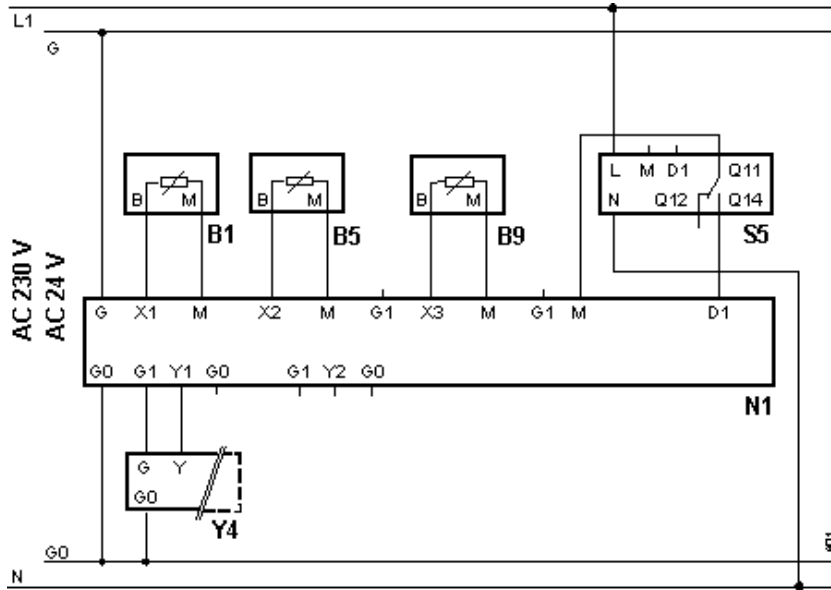 L1
G
L M D1 Q11
N Q12 Q14
S5
B M
B1
B M
B5
B M
B9
AC 230 V
AC 24 V
G X1 M X2 M G1 X3 M G1 M D1
G0 G1 Y1 G0 G1 Y2 G0
N1
G Y
G0
Y4
G0
N